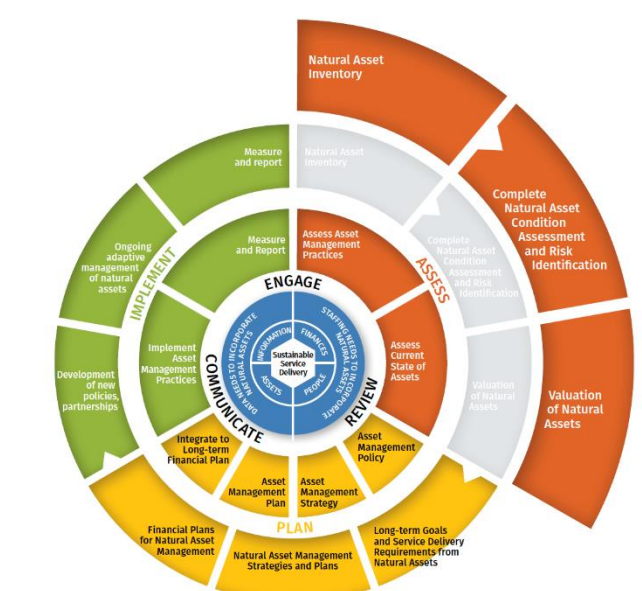 Natural Asset
Inventory
Complete
Natural Asset
Condition
Assessment
and Risk
Identification
Valuation
of Natural
Assets
Natural Asset
Inventory
Complete
Natural Asset
Condition
Assessment
and Risk
Identification
Valuation
of Natural
Assets
ASSESS
Assess Asset
Management
Practices
Assess
Current
State of
Assets
Long-term Goals
and Service Delivery
Requirements from
Natural Assets
Natural Asset Management
Strategies and Plans
Financial Plans
for Natural Asset
Management
PLAN
Asset
Management
Policy
Asset
Management
Strategy
Asset
Management
Plan
Integrate to
Long-term
Financial Plan
Development
of new
policies,
partnerships
Ongoing
adaptive
management
of natural
assets
Measure
and report
IMPLEMENT
Implement
Asset
Management
Practices
Measure
and Report
ENGAGE
REVIEW
COMMUNICATE
DATA NEEDS TO INCORPORATE
NATURAL ASSETS
STAFFING NEEDS TO INCORPORATE
NATURAL ASSETS
INFORMATION
FINANCES
PEOPLE
ASSETS
Sustainable
Service
Delivery